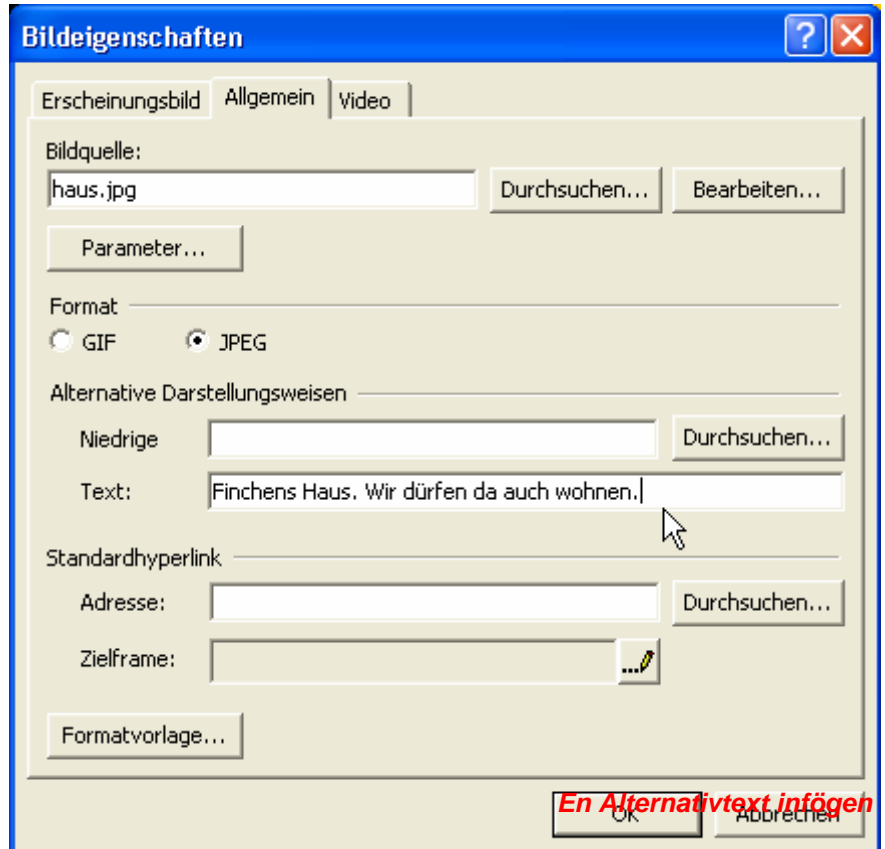 Bildeigenschaften
Erscheinungsbild Allgemein Video
Bildquelle:
haus.jpg Durchsuchen... Bearbeiten...
Parameter...
Format
GIF JPEG
Alternative Darstellungsweisen
Niedrige Durchsuchen...
Text: Finchens Haus. Wir dürfen da auch wohnen.
Standardhyperlink
Adresse: Durchsuchen...
Zielframe: ...
Formatvorlage...
En Alternativtext infögen
OK Abbrechen